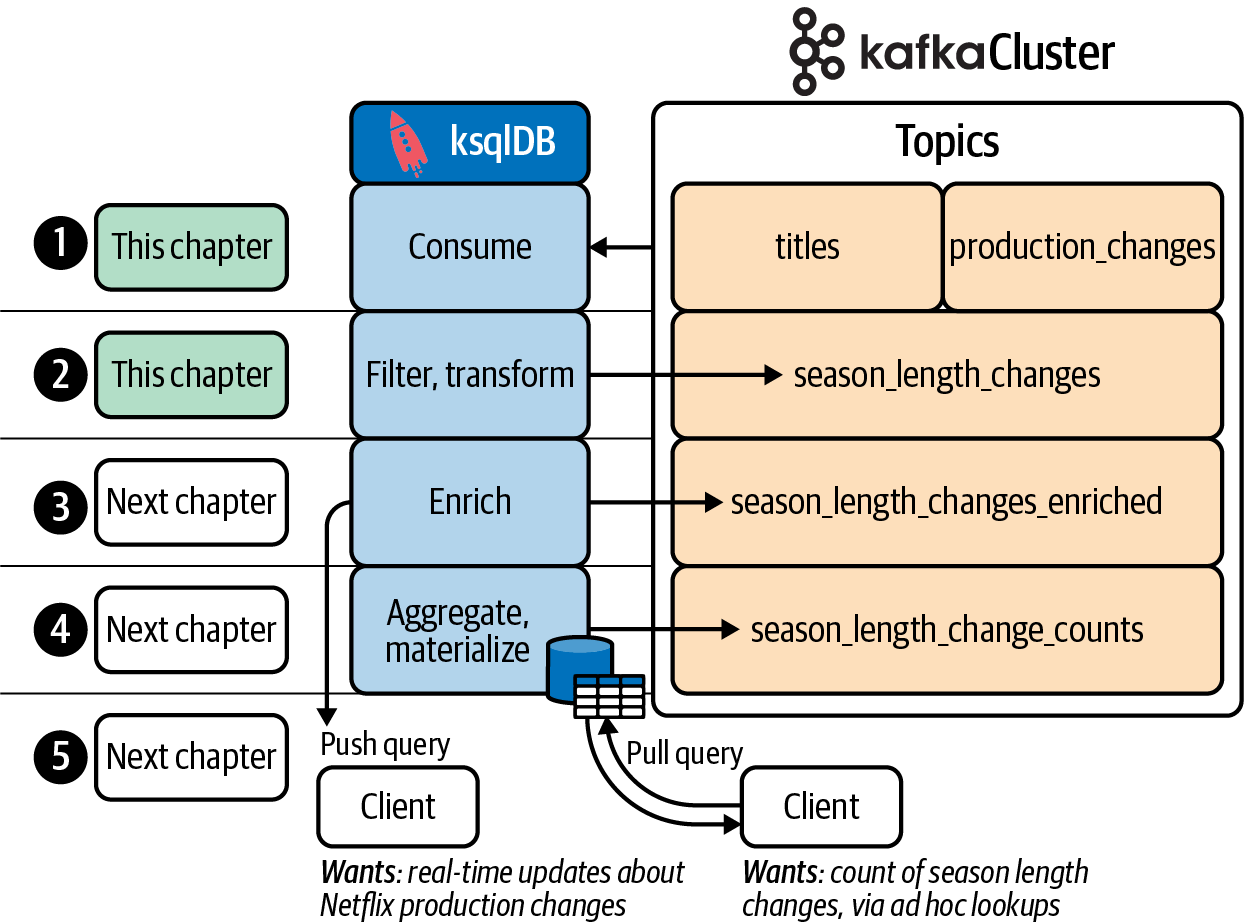 kafkaCluster
ksqlDB
Topics
1
This chapter
Consume
titles
production_changes
2
This chapter
Filter, transform
season_length_changes
3
Next chapter
Enrich
season_length_changes_enriched
4
Next chapter
Aggregate,
materialize
season_length_change_counts
5
Next chapter
Push query
Pull query
Client
Client
Wants: real-time updates about
Netflix production changes
Wants: count of season length
changes, via ad hoc lookups